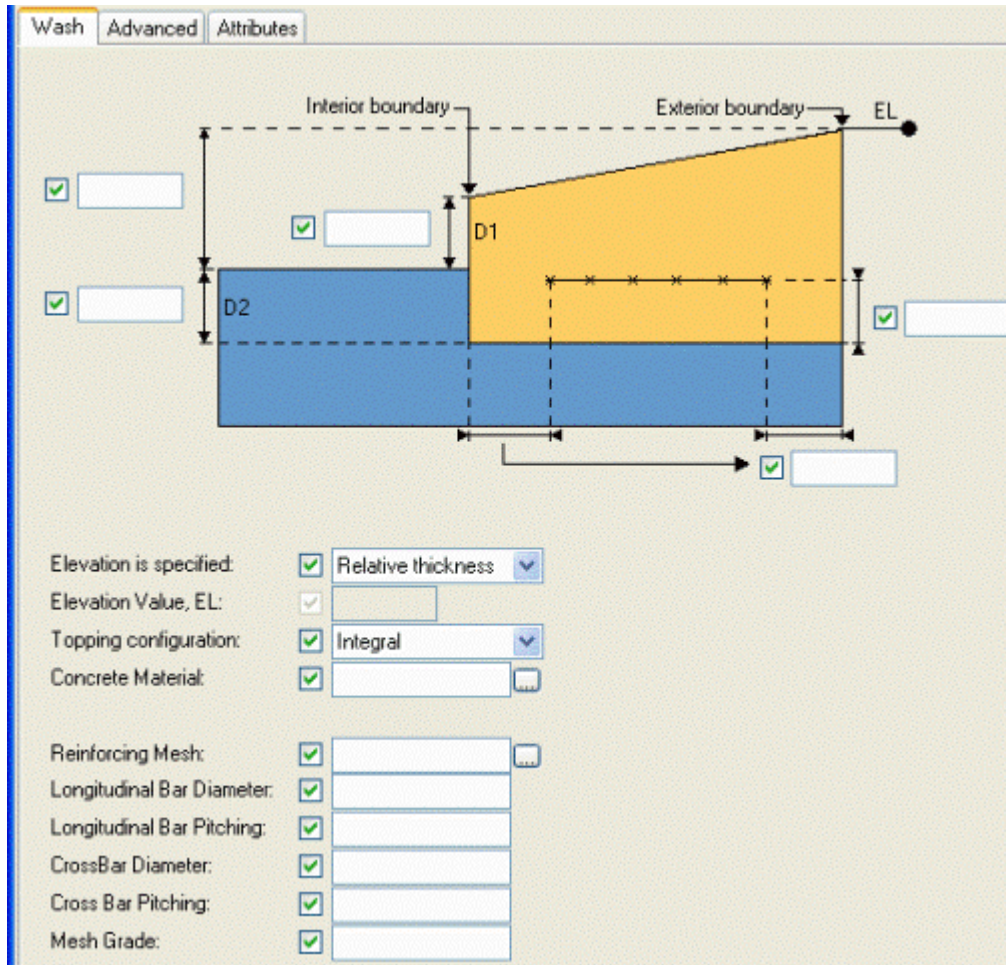 Wash Advanced Attributes
Interior boundary Exterior boundary EL
D1
D2
Elevation is specified: Relative thickness
Elevation Value, EL:
Topping configuration: Integral
Concrete Material: ...
Reinforcing Mesh: ...
Longitudinal Bar Diameter:
Longitudinal Bar Pitching:
CrossBar Diameter:
Cross Bar Pitching:
Mesh Grade: